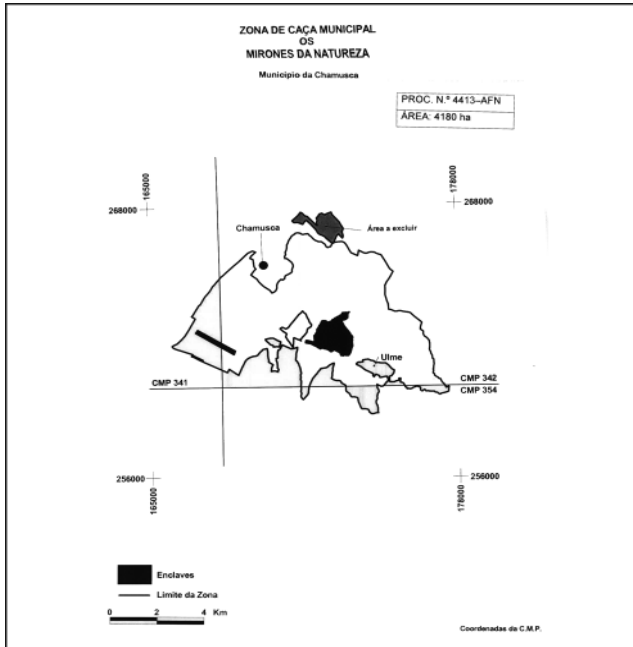 ZONA DE CAÇA MUNICIPAL
OS
MIRONES DA NATUREZA
Município da Chamusca
PROC. N.º 4413–AFN
ÁREA: 4180 ha
165000
178000
268000
268000
Chamusca
Área a excluir
Ulme
CMP 341
CMP 342
CMP 354
256000
256000
165000
178000
Enclaves
Limite da Zona
0 2 4 Km
Coordenadas da C.M.P.